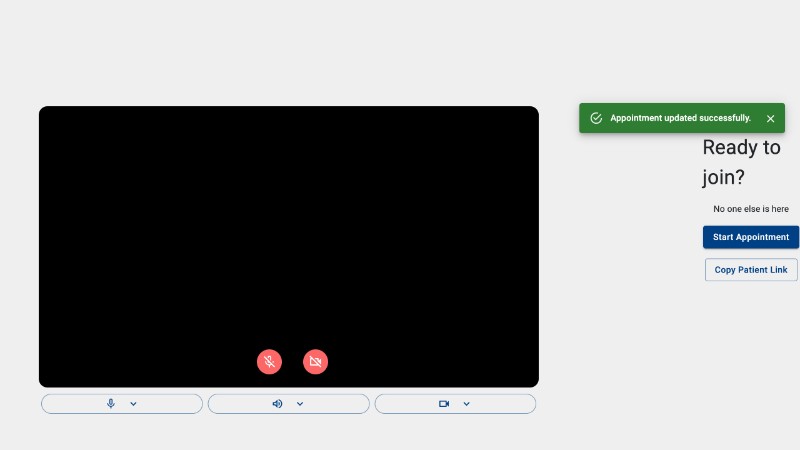 Appointment updated successfully.
Ready to
join?
No one else is here
Start Appointment
Copy Patient Link